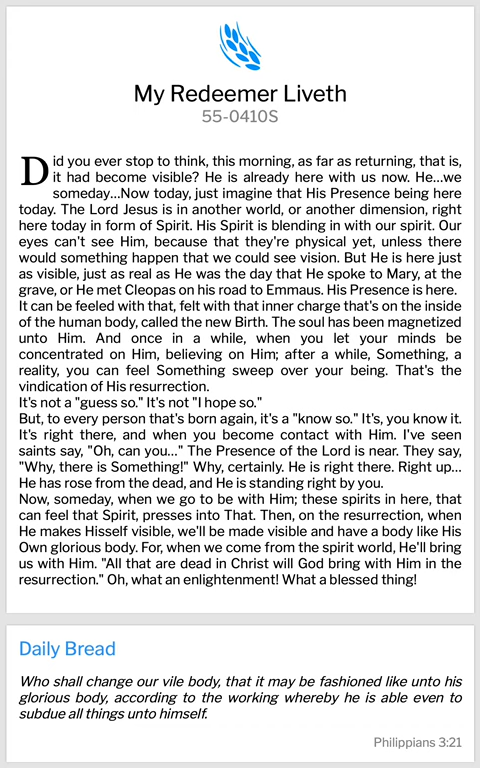 My Redeemer Liveth
55-0410S
Did you ever stop to think, this morning, as far as returning, that is,
it had become visible? He is already here with us now. He...we
someday...Now today, just imagine that His Presence being here
today. The Lord Jesus is in another world, or another dimension, right
here today in form of Spirit. His Spirit is blending in with our spirit. Our
eyes can't see Him, because that they're physical yet, unless there
would something happen that we could see vision. But He is here just
as visible, just as real as He was the day that He spoke to Mary, at the
grave, or He met Cleopas on his road to Emmaus. His Presence is here.
It can be feeled with that, felt with that inner charge that's on the inside
of the human body, called the new Birth. The soul has been magnetized
unto Him. And once in a while, when you let your minds be
concentrated on Him, believing on Him; after a while, Something, a
reality, you can feel Something sweep over your being. That's the
vindication of His resurrection.
It's not a "guess so." It's not "I hope so."
But, to every person that's born again, it's a "know so." It's, you know it.
It's right there, and when you become contact with Him. I've seen
saints say, "Oh, can you..." The Presence of the Lord is near. They say,
"Why, there is Something!" Why, certainly. He is right there. Right up...
He has rose from the dead, and He is standing right by you.
Now, someday, when we go to be with Him; these spirits in here, that
can feel that Spirit, presses into That. Then, on the resurrection, when
He makes Hisself visible, we'll be made visible and have a body like His
Own glorious body. For, when we come from the spirit world, He'll bring
us with Him. "All that are dead in Christ will God bring with Him in the
resurrection." Oh, what an enlightenment! What a blessed thing!
Daily Bread
Who shall change our vile body, that it may be fashioned like unto his
glorious body, according to the working whereby he is able even to
subdue all things unto himself.
Philippians 3:21